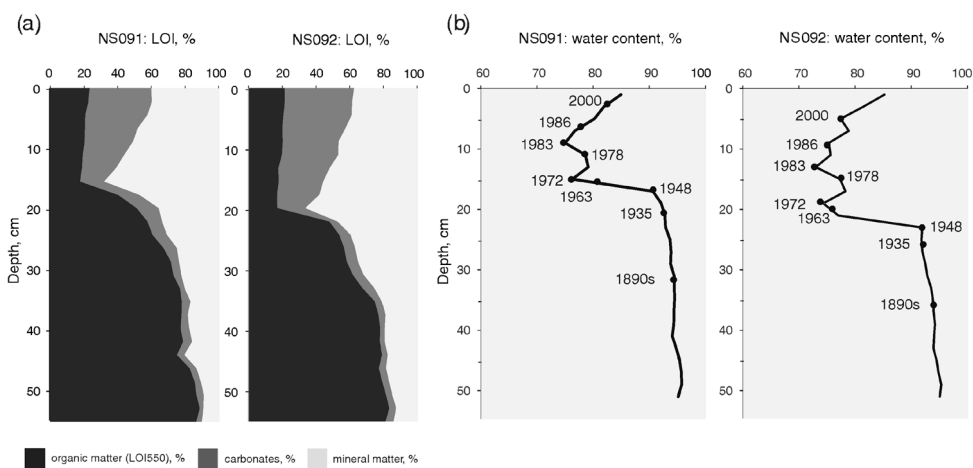 (a)
NS091: LOI, %
NS092: LOI, %
0 20 40 60 80 100
0 20 40 60 80 100
Depth, cm
0
10
20
30
40
50
0
10
20
30
40
50
organic matter (LOI550), %
carbonates, %
mineral matter, %
(b)
NS091: water content, %
NS092: water content, %
60 70 80 90 100
60 70 80 90 100
Depth, cm
0
10
20
30
40
50
2000
1986
1983
1978
1972
1963
1948
1935
1890s
0
10
20
30
40
50
2000
1986
1983
1978
1972
1963
1948
1935
1890s